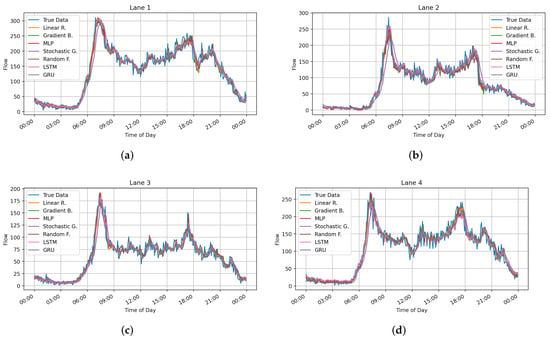 Lane 1
300
250
200
150
100
50
0
Flow
True Data
Linear R.
Gradient B.
MLP
Stochastic G.
Random F.
LSTM
GRU
00:00 03:00 06:00 09:00 12:00 15:00 18:00 21:00 00:00
Time of Day
(a)
Lane 2
300
250
200
150
100
50
0
Flow
True Data
Linear R.
Gradient B.
MLP
Stochastic G.
Random F.
LSTM
GRU
00:00 03:00 06:00 09:00 12:00 15:00 18:00 21:00 00:00
Time of Day
(b)
Lane 3
200
175
150
125
100
75
50
25
0
Flow
True Data
Linear R.
Gradient B.
MLP
Stochastic G.
Random F.
LSTM
GRU
00:00 03:00 06:00 09:00 12:00 15:00 18:00 21:00 00:00
Time of Day
(c)
Lane 4
250
200
150
100
50
0
Flow
True Data
Linear R.
Gradient B.
MLP
Stochastic G.
Random F.
LSTM
GRU
00:00 03:00 06:00 09:00 12:00 15:00 18:00 21:00 00:00
Time of Day
(d)